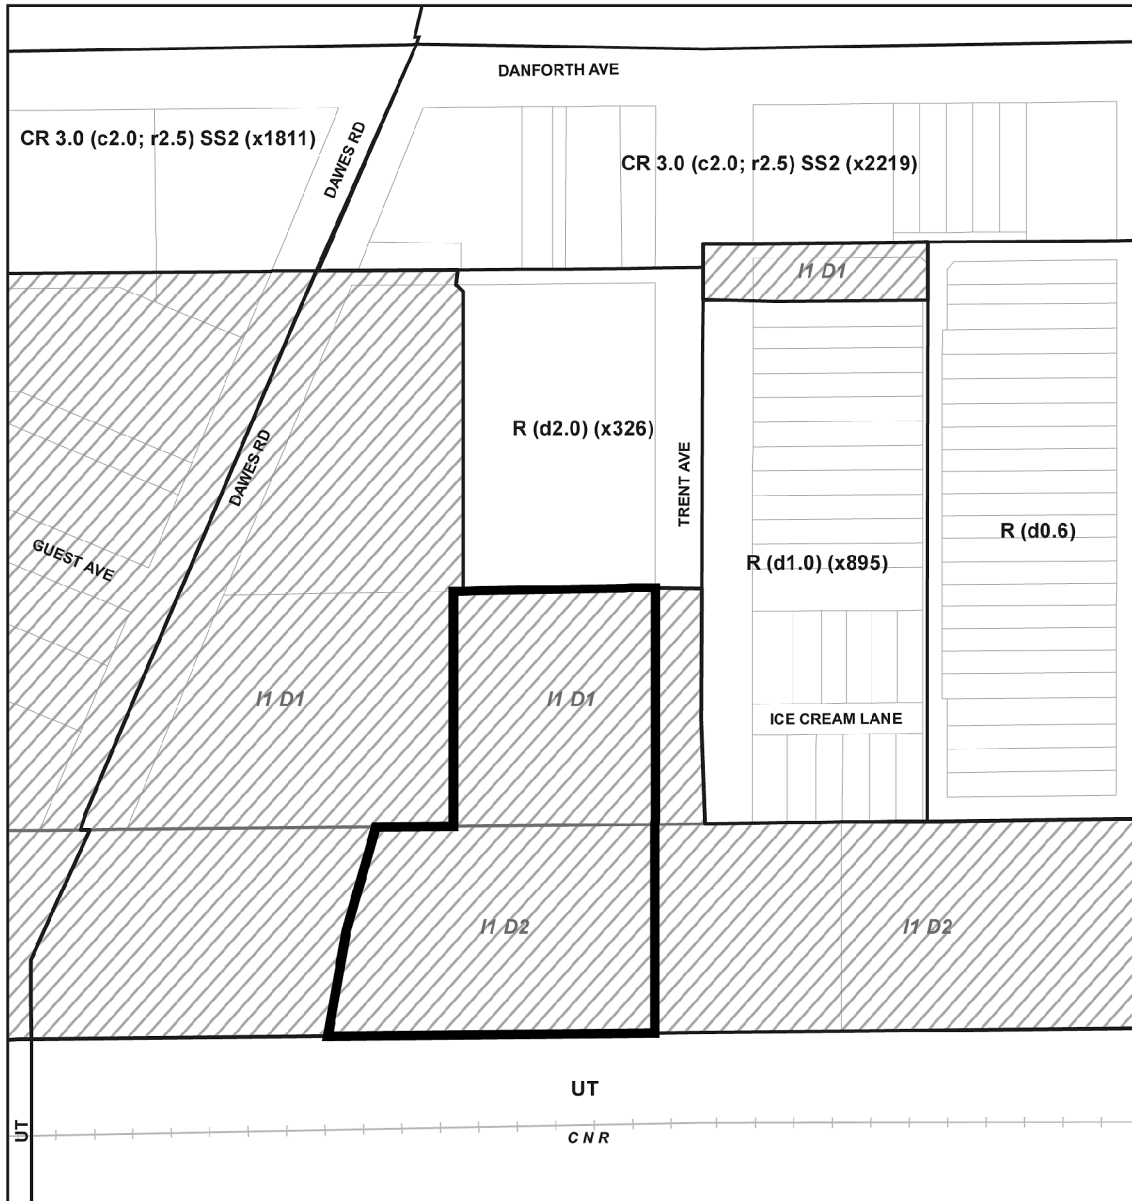 DANFORTH AVE
CR 3.0 (c2.0; r2.5) SS2 (x1811)
DAWES RD
CR 3.0 (c2.0; r2.5) SS2 (x2219)
I1 D1
R (d2.0) (x326)
DAWES RD
TRENT AVE
R (d0.6)
GUEST AVE
R (d1.0) (x895)
I1 D1
I1 D1
ICE CREAM LANE
I1 D2
I1 D2
UT
UT
CNR